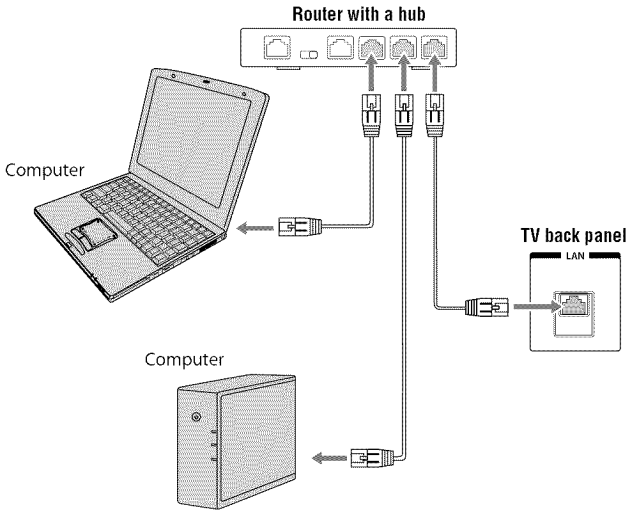 Router with a hub
Computer
TV back panel
LAN
Computer